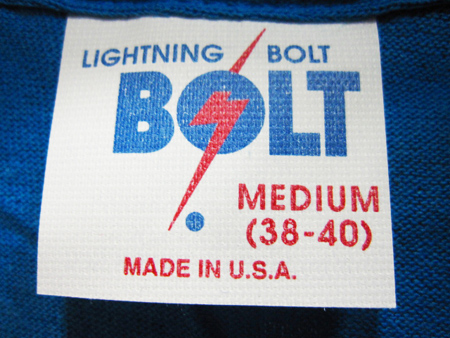 LIGHTNING BOLT
BOLT
MEDIUM
(38-40)
MADE IN U.S.A.